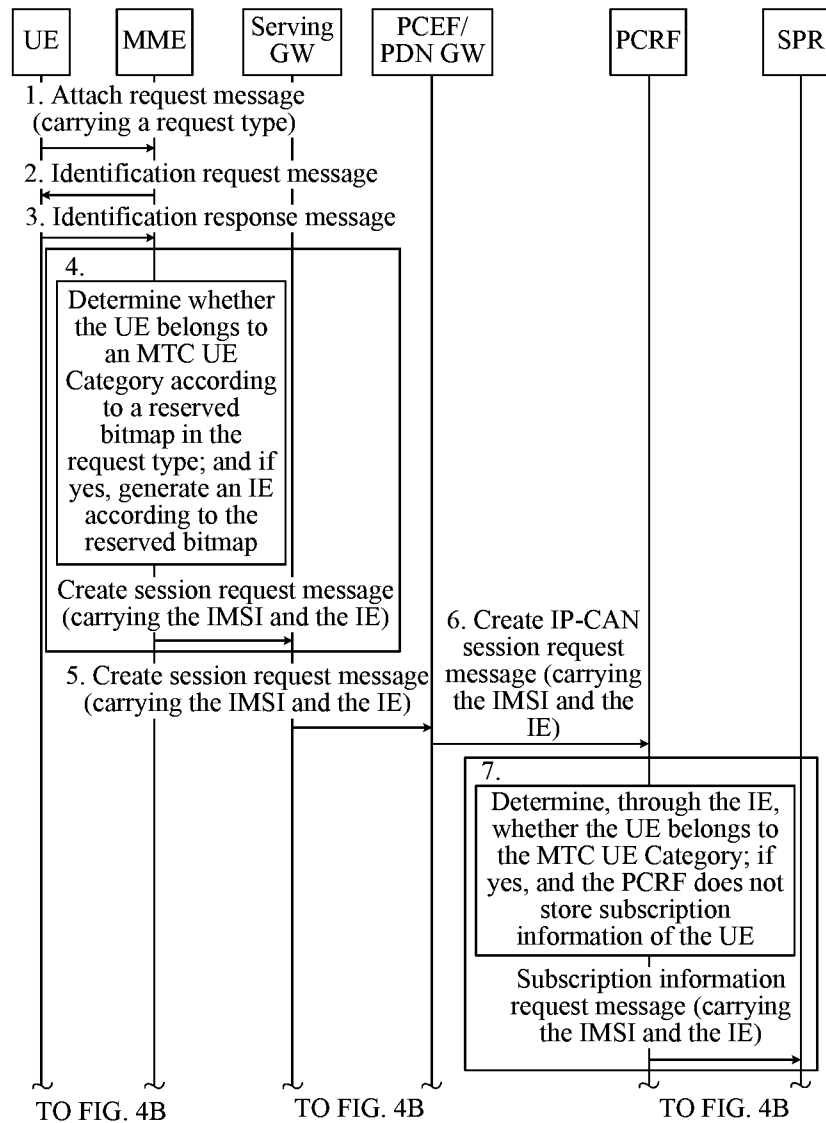 UE
MME
Serving
GW
PCEF/
PDN GW
PCRF
SPR
1. Attach request message
(carrying a request type)
2. Identification request message
3. Identification response message
4.
Determine whether
the UE belongs to
an MTC UE
Category according
to a reserved
bitmap in the
request type; and if
yes, generate an IE
according to the
reserved bitmap
Create session request message
(carrying the IMSI and the IE)
5. Create session request message
(carrying the IMSI and the IE)
6. Create IP-CAN
session request
message (carrying
the IMSI and the
IE)
7.
Determine, through the IE,
whether the UE belongs to
the MTC UE Category; if
yes, and the PCRF does not
store subscription
information of the UE
Subscription information
request message (carrying
the IMSI and the IE)
TO FIG. 4B
TO FIG. 4B
TO FIG. 4B